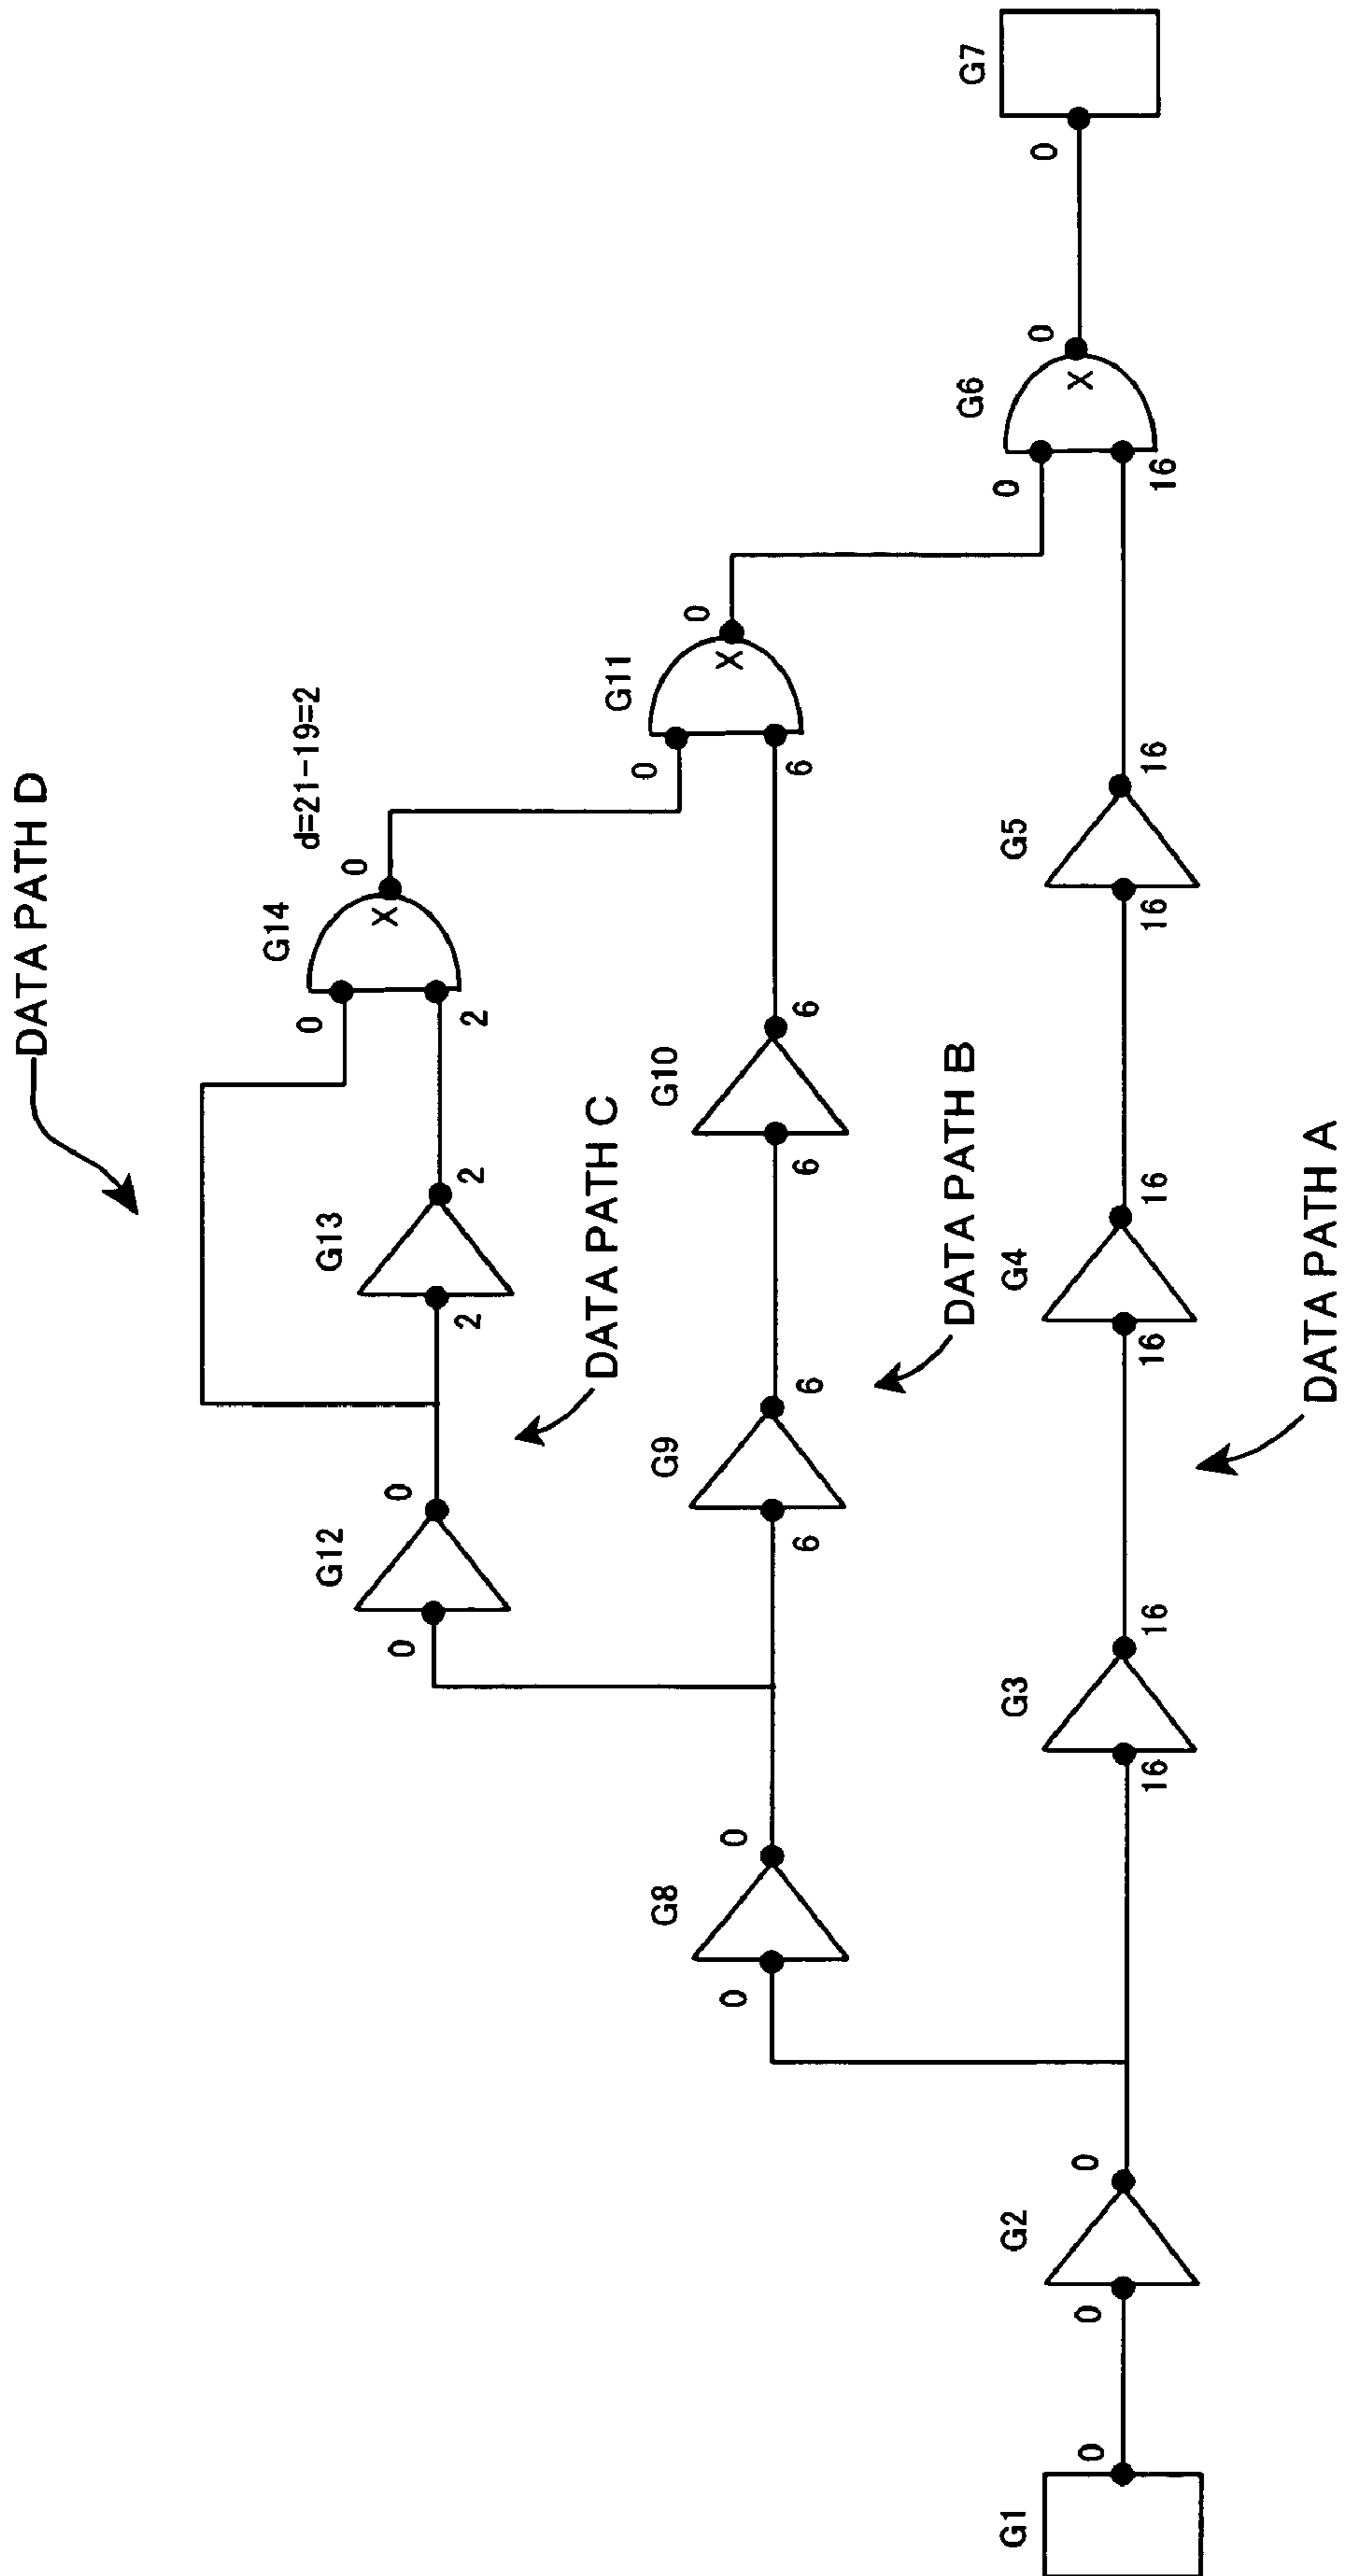 DATA PATH D
G14
d=21-19=2
0
0
G12
G13
0
0
2
2
2
DATA PATH C
G11
0
0
G8
G9
G10
0
0
6
6
6
6
6
DATA PATH B
G6
G7
0
0
0
G1
G2
G3
G4
G5
0
0
0
16
16
16
16
16
16
16
DATA PATH A
X
X
X